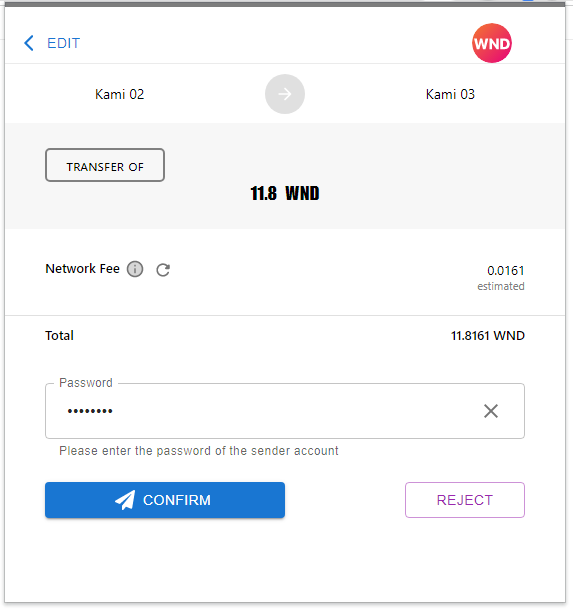 EDIT
WND
Kami 02
Kami 03
TRANSFER OF
11.8 WND
Network Fee
0.0161
estimated
Total
11.8161 WND
Password
••••••••
Please enter the password of the sender account
CONFIRM
REJECT